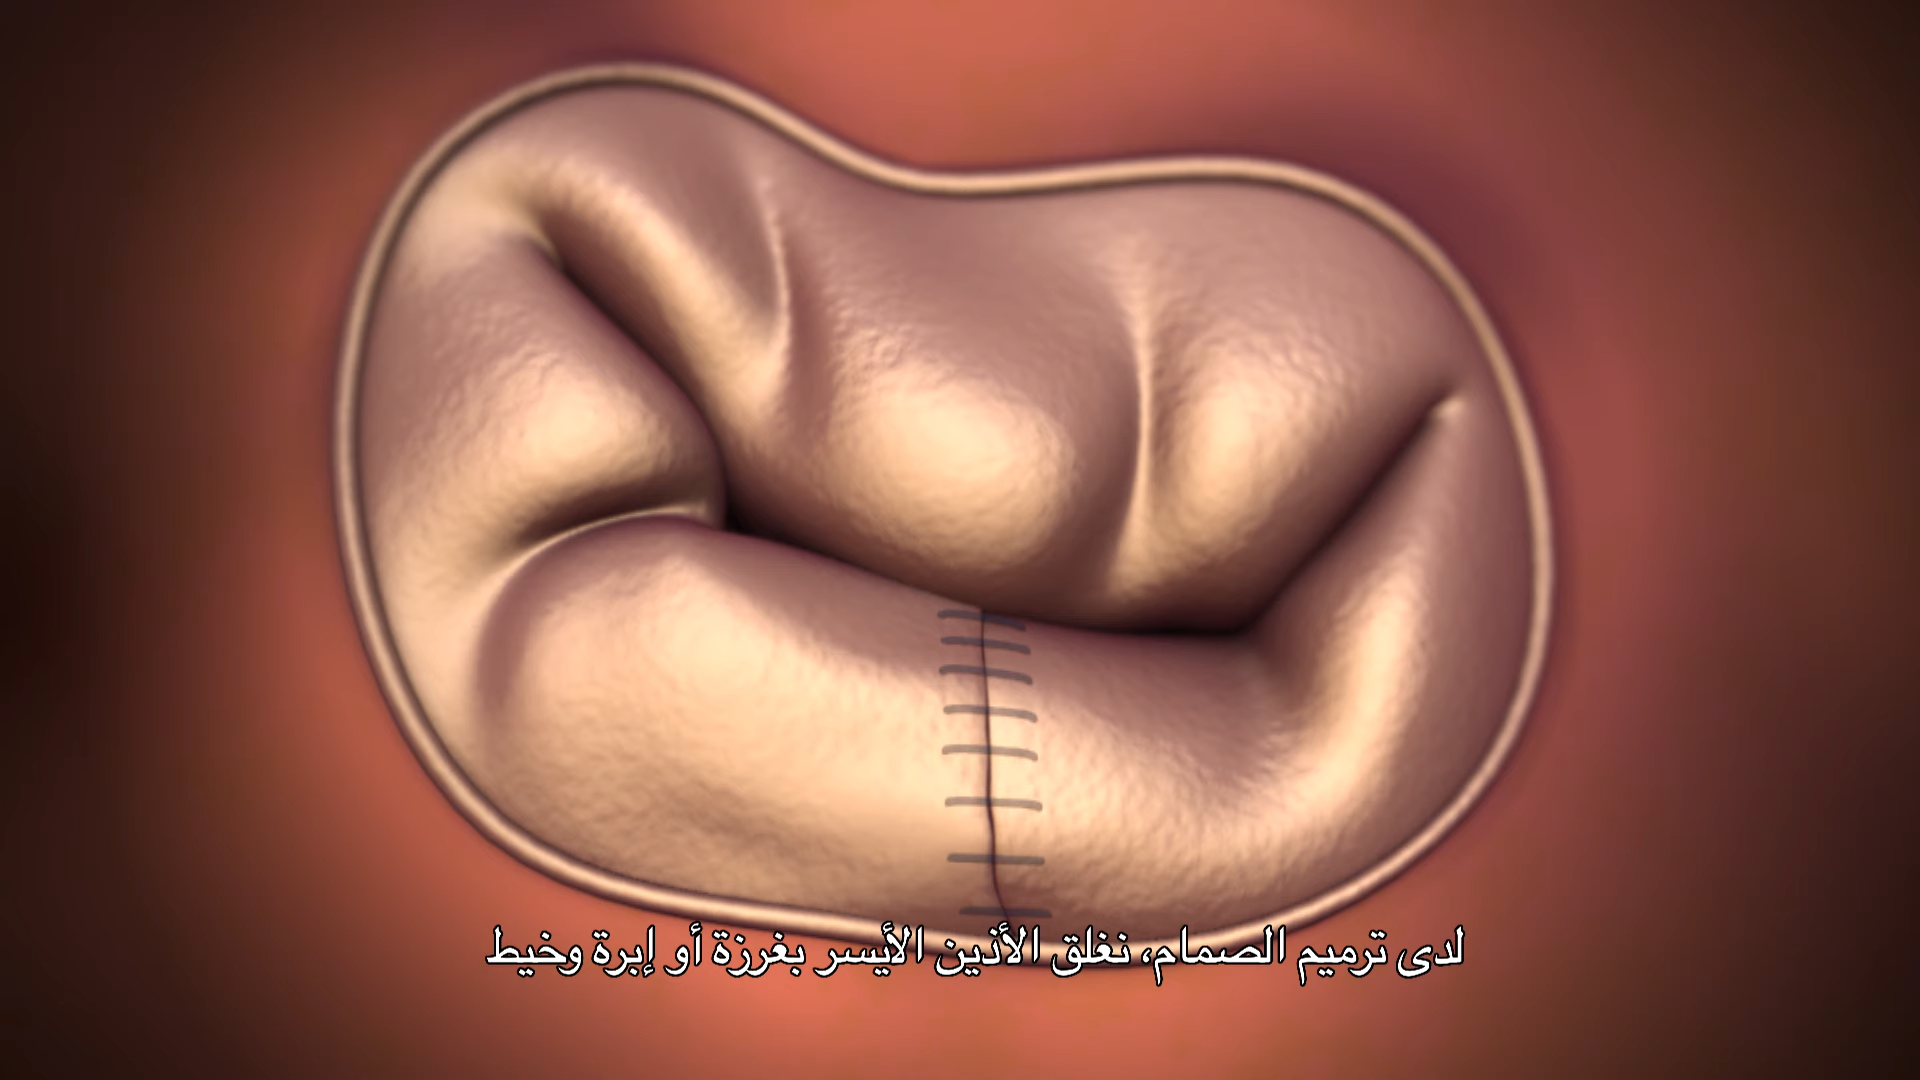 لدى ترميم الصمام، نغلق الأذين الأيسر بغرزة أو إبرة وخيط